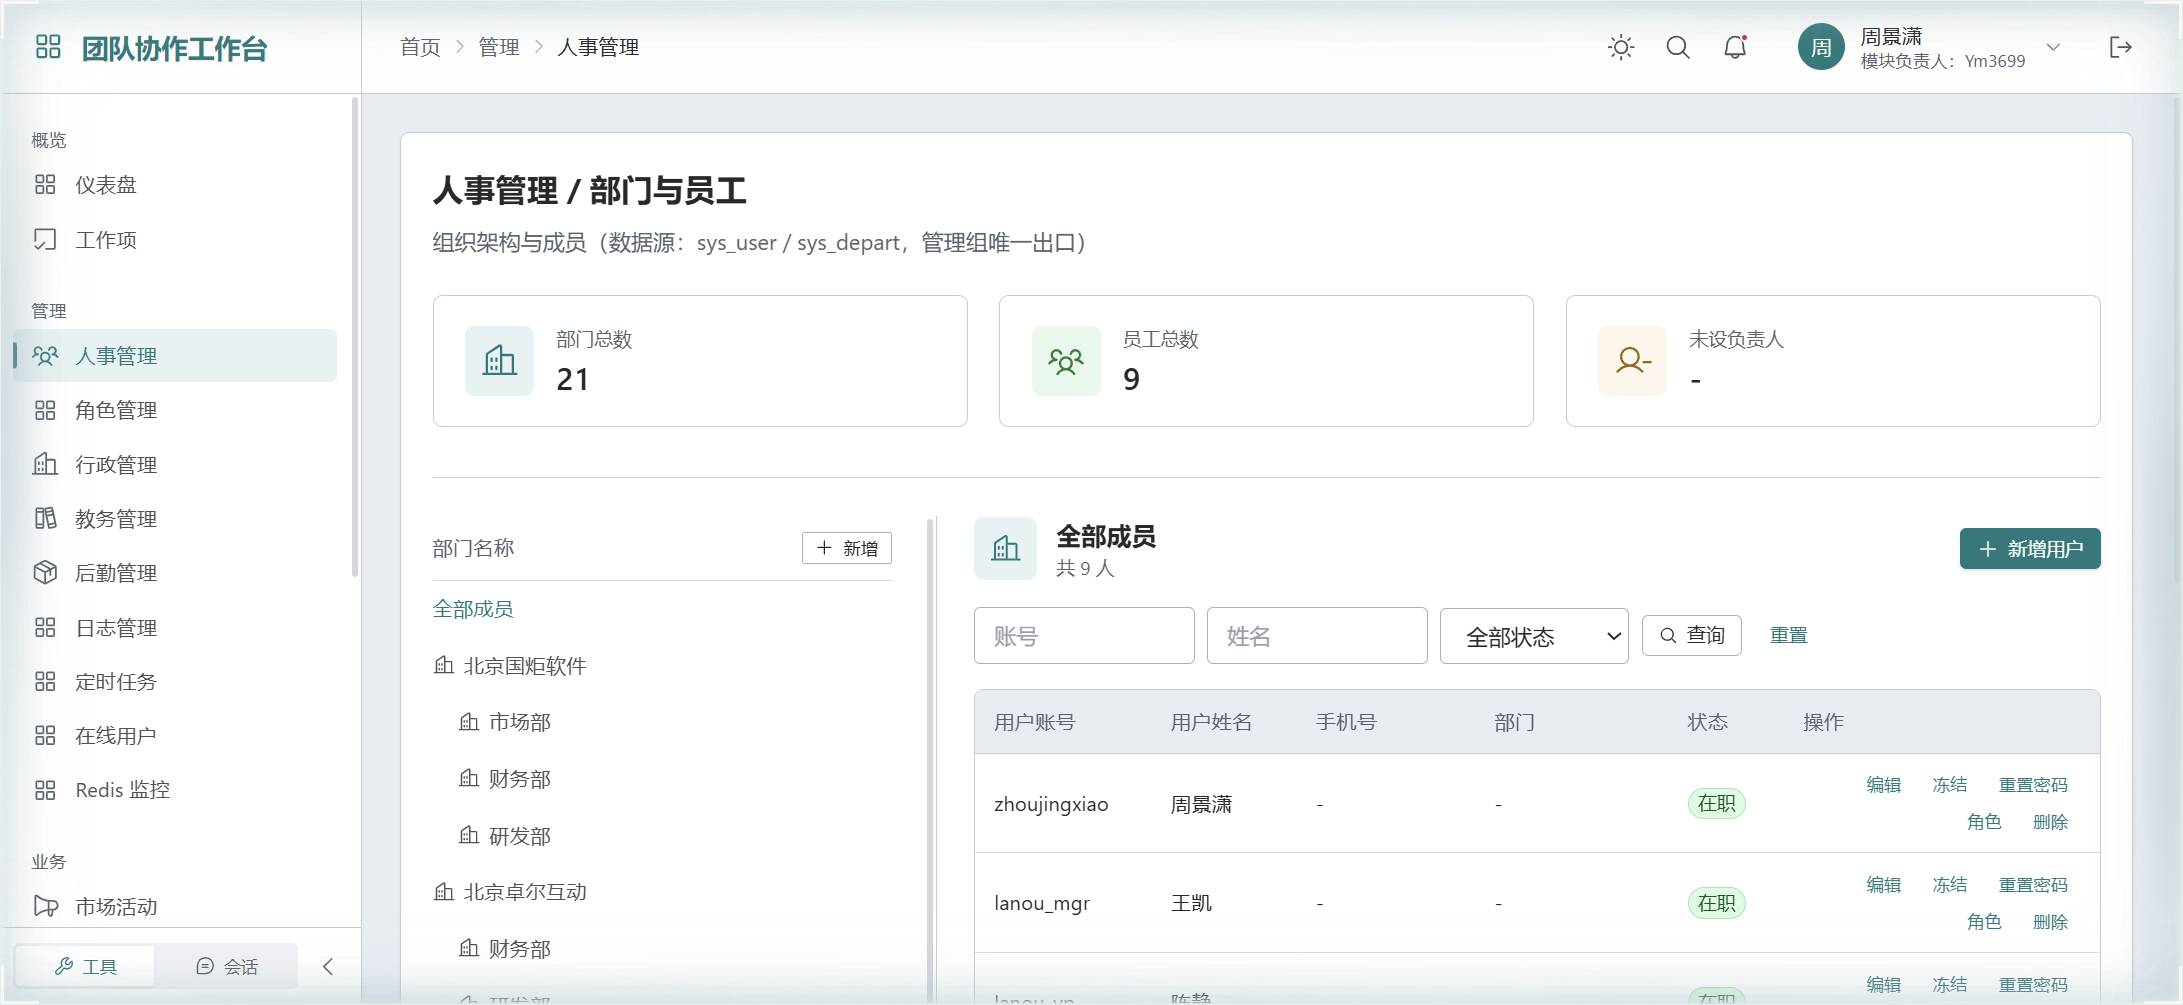 团队协作工作台
首页 > 管理 > 人事管理
周
周景潇
模块负责人：Ym3699
概览
仪表盘
工作项
管理
人事管理
角色管理
行政管理
教务管理
后勤管理
日志管理
定时任务
在线用户
Redis 监控
业务
市场活动
工具
会话
人事管理 / 部门与员工
组织架构与成员（数据源：sys_user / sys_depart，管理组唯一出口）
部门总数
21
员工总数
9
未设负责人
-
部门名称
新增
全部成员
北京国炬软件
市场部
财务部
研发部
北京卓尔互动
财务部
研发部
全部成员
共 9 人
新增用户
账号
姓名
全部状态
查询
重置
用户账号 用户姓名 手机号 部门 状态 操作
zhoujingxiao 周景潇 - - 在职 编辑 冻结 重置密码
角色 删除
lanou_mgr 王凯 - - 在职 编辑 冻结 重置密码
角色 删除
陈静 在职 编辑 冻结 重置密码